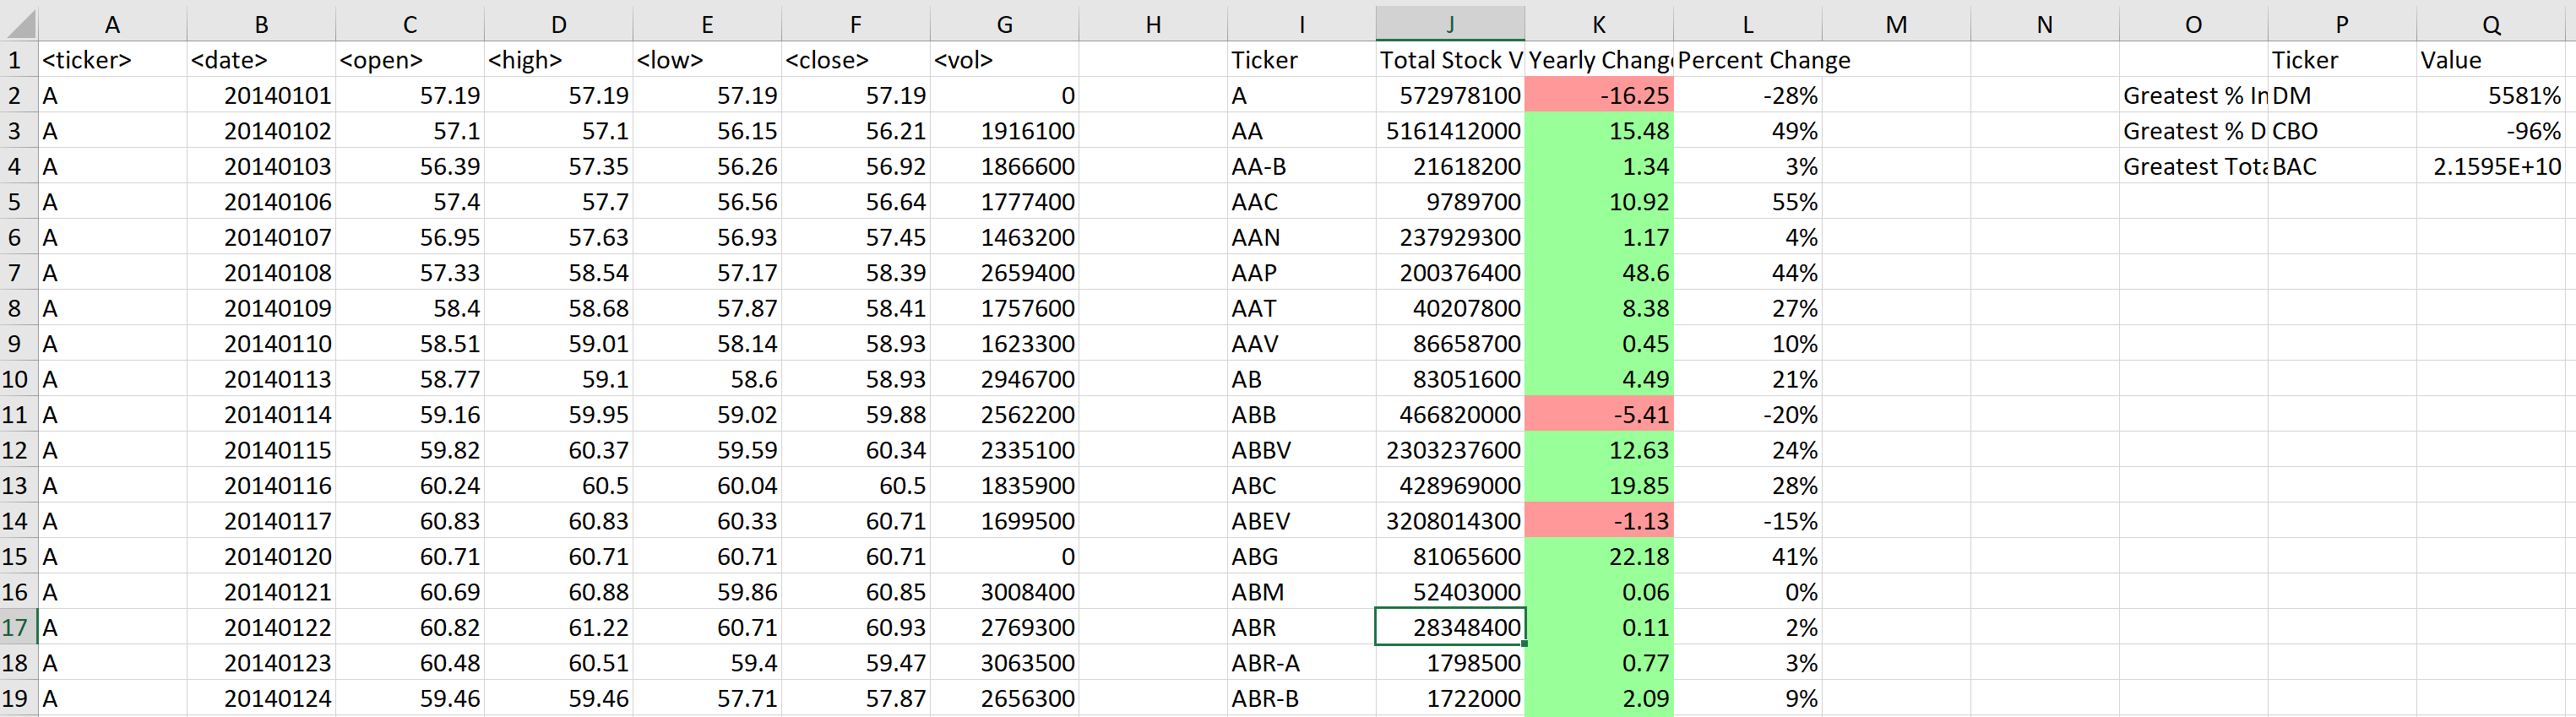 A B C D E F G H I J K L M N O P Q
1 <ticker> <date> <open> <high> <low> <close> <vol> Ticker Total Stock V Yearly Chang Percent Change Ticker Value
2 A 20140101 57.19 57.19 57.19 57.19 0 A 572978100 -16.25 -28% Greatest % In DM 5581%
3 A 20140102 57.1 57.1 56.15 56.21 1916100 AA 5161412000 15.48 49% Greatest % D CBO -96%
4 A 20140103 56.39 57.35 56.26 56.92 1866600 AA-B 21618200 1.34 3% Greatest Tota BAC 2.1595E+10
5 A 20140106 57.4 57.7 56.56 56.64 1777400 AAC 9789700 10.92 55%
6 A 20140107 56.95 57.63 56.93 57.45 1463200 AAN 237929300 1.17 4%
7 A 20140108 57.33 58.54 57.17 58.39 2659400 AAP 200376400 48.6 44%
8 A 20140109 58.4 58.68 57.87 58.41 1757600 AAT 40207800 8.38 27%
9 A 20140110 58.51 59.01 58.14 58.93 1623300 AAV 86658700 0.45 10%
10 A 20140113 58.77 59.1 58.6 58.93 2946700 AB 83051600 4.49 21%
11 A 20140114 59.16 59.95 59.02 59.88 2562200 ABB 466820000 -5.41 -20%
12 A 20140115 59.82 60.37 59.59 60.34 2335100 ABBV 2303237600 12.63 24%
13 A 20140116 60.24 60.5 60.04 60.5 1835900 ABC 428969000 19.85 28%
14 A 20140117 60.83 60.83 60.33 60.71 1699500 ABEV 3208014300 -1.13 -15%
15 A 20140120 60.71 60.71 60.71 60.71 0 ABG 81065600 22.18 41%
16 A 20140121 60.69 60.88 59.86 60.85 3008400 ABM 52403000 0.06 0%
17 A 20140122 60.82 61.22 60.71 60.93 2769300 ABR 28348400 0.11 2%
18 A 20140123 60.48 60.51 59.4 59.47 3063500 ABR-A 1798500 0.77 3%
19 A 20140124 59.46 59.46 57.71 57.87 2656300 ABR-B 1722000 2.09 9%